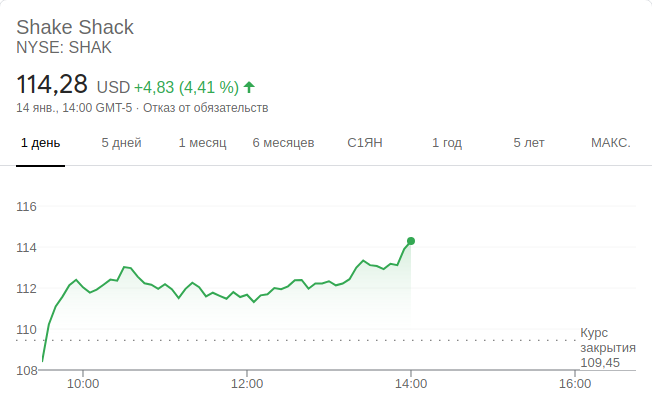 Shake Shack
NYSE: SHAK
114,28 USD +4,83 (4,41 %)
14 янв., 14:00 GMT-5 · Отказ от обязательств
1 день 5 дней 1 месяц 6 месяцев С1ЯН 1 год 5 лет МАКС.
116
114
112
110
108
Курс
закрытия
109,45
10:00 12:00 14:00 16:00